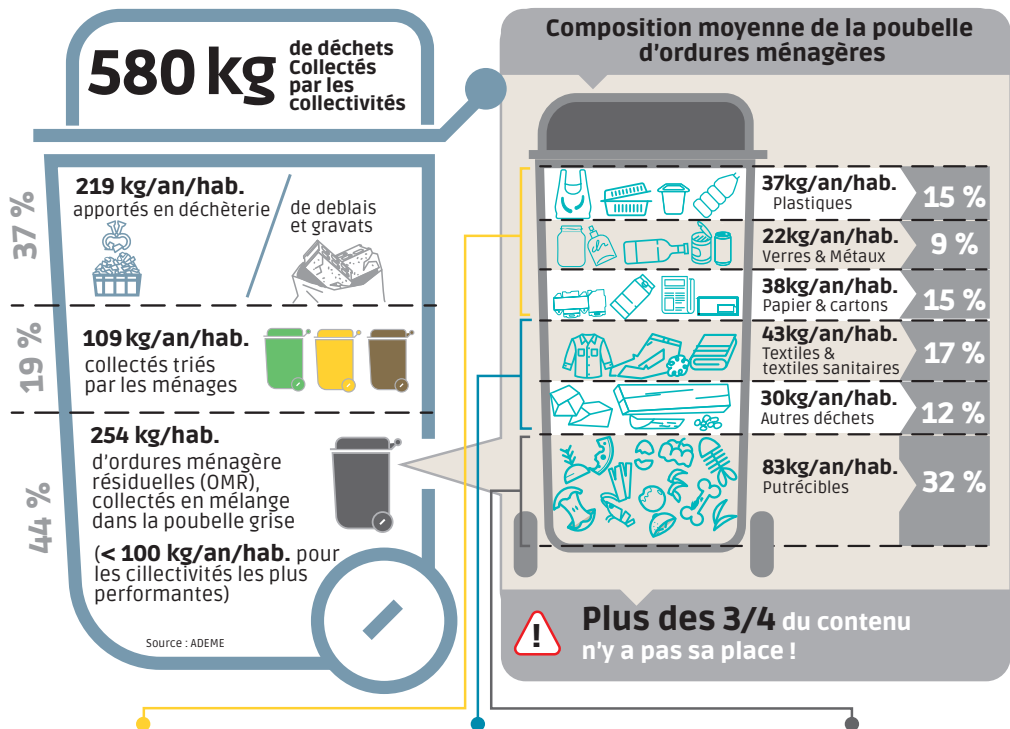 580 kg
de déchets
Collectés
par les
collectivités
37 %
219 kg/an/hab.
apportés en déchèterie
de deblais
et gravats
19 %
109 kg/an/hab.
collectés triés
par les ménages
44 %
254 kg/hab.
d'ordures ménagère
résiduelles (OMR),
collectés en mélange
dans la poubelle grise
(< 100 kg/an/hab. pour
les cillectivités les plus
performantes)
Source : ADEME
Composition moyenne de la poubelle
d'ordures ménagères
37kg/an/hab.
Plastiques
15 %
22kg/an/hab.
Verres & Métaux
9 %
38kg/an/hab.
Papier & cartons
15 %
43kg/an/hab.
Textiles &
textiles sanitaires
17 %
30kg/an/hab.
Autres déchets
12 %
83kg/an/hab.
Putrécibles
32 %
!
Plus des 3/4 du contenu
n'y a pas sa place !